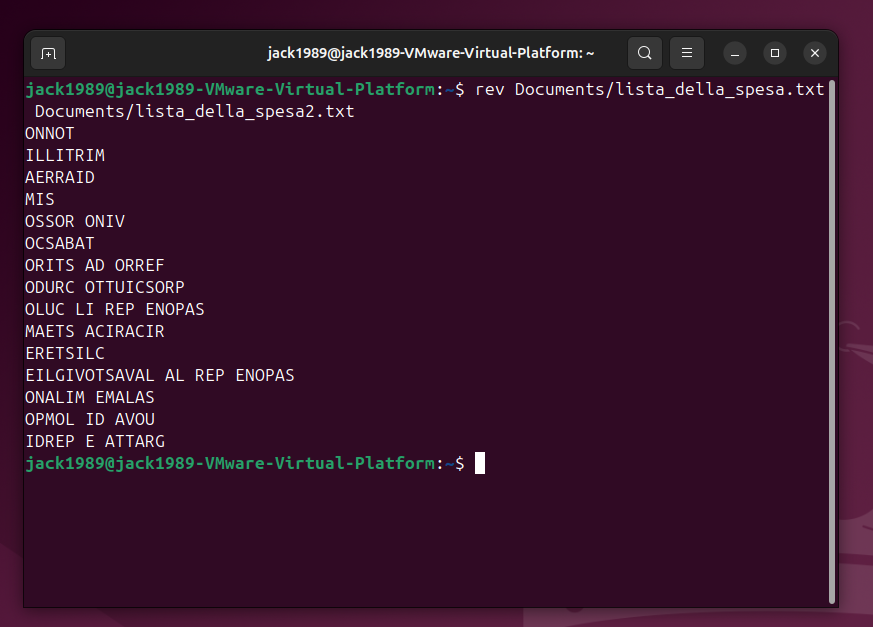 jack1989@jack1989-VMware-Virtual-Platform: ~
jack1989@jack1989-VMware-Virtual-Platform:~$ rev Documents/lista_della_spesa.txt
 Documents/lista_della_spesa2.txt
ONNOT
ILLITRIM
AERRAID
MIS
OSSOR ONIV
OCSABAT
ORITS AD ORREF
ODURC OTTUICSORP
OLUC LI REP ENOPAS
MAETS ACIRACIR
ERETSILC
EILGIVOTSAVAL AL REP ENOPAS
ONALIM EMALAS
OPMOL ID AVOU
IDREP E ATTARG
jack1989@jack1989-VMware-Virtual-Platform:~$